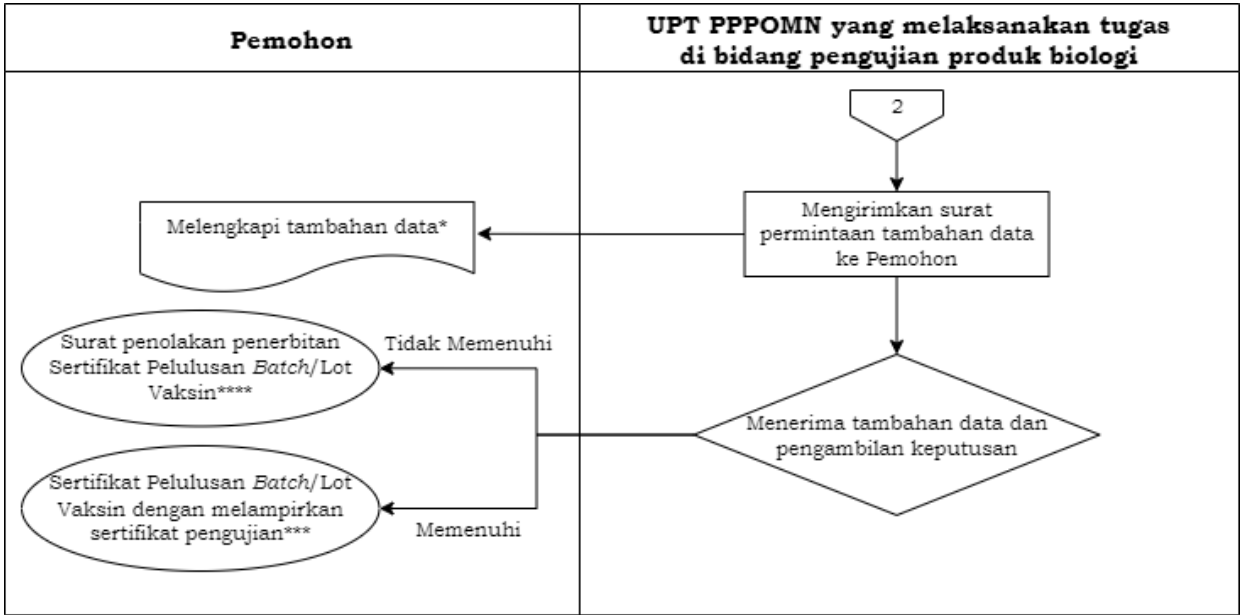 Pemohon
UPT PPPOMN yang melaksanakan tugas
di bidang pengujian produk biologi
2
Mengirimkan surat
permintaan tambahan data
ke Pemohon
Melengkapi tambahan data*
Menerima tambahan data dan
pengambilan keputusan
Tidak Memenuhi
Surat penolakan penerbitan
Sertifikat Pelulusan Batch/Lot
Vaksin****
Memenuhi
Sertifikat Pelulusan Batch/Lot
Vaksin dengan melampirkan
sertifikat pengujian***